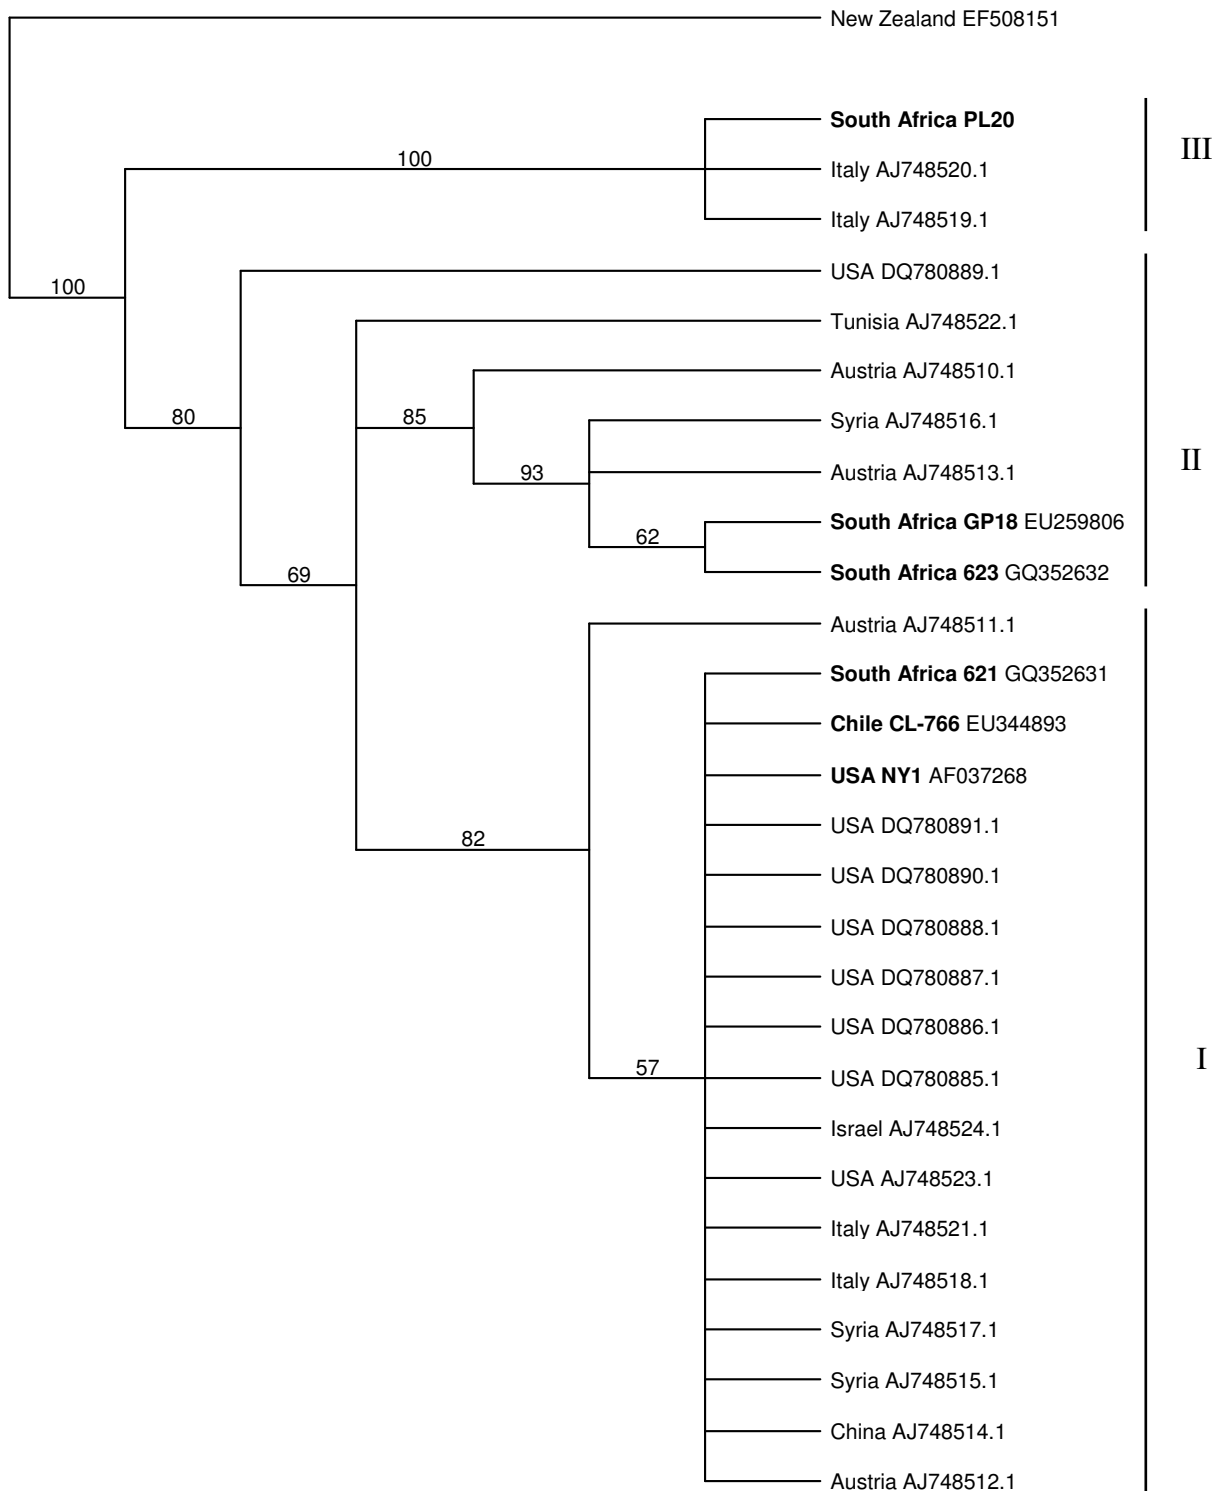 New Zealand EF508151
South Africa PL20
III
100
Italy AJ748520.1
Italy AJ748519.1
USA DQ780889.1
100
Tunisia AJ748522.1
Austria AJ748510.1
80
85
Syria AJ748516.1
II
93
Austria AJ748513.1
South Africa GP18 EU259806
62
69
South Africa 623 GQ352632
Austria AJ748511.1
South Africa 621 GQ352631
Chile CL-766 EU344893
USA NY1 AF037268
USA DQ780891.1
82
USA DQ780890.1
USA DQ780888.1
USA DQ780887.1
USA DQ780886.1
I
57
USA DQ780885.1
Israel AJ748524.1
USA AJ748523.1
Italy AJ748521.1
Italy AJ748518.1
Syria AJ748517.1
Syria AJ748515.1
China AJ748514.1
Austria AJ748512.1